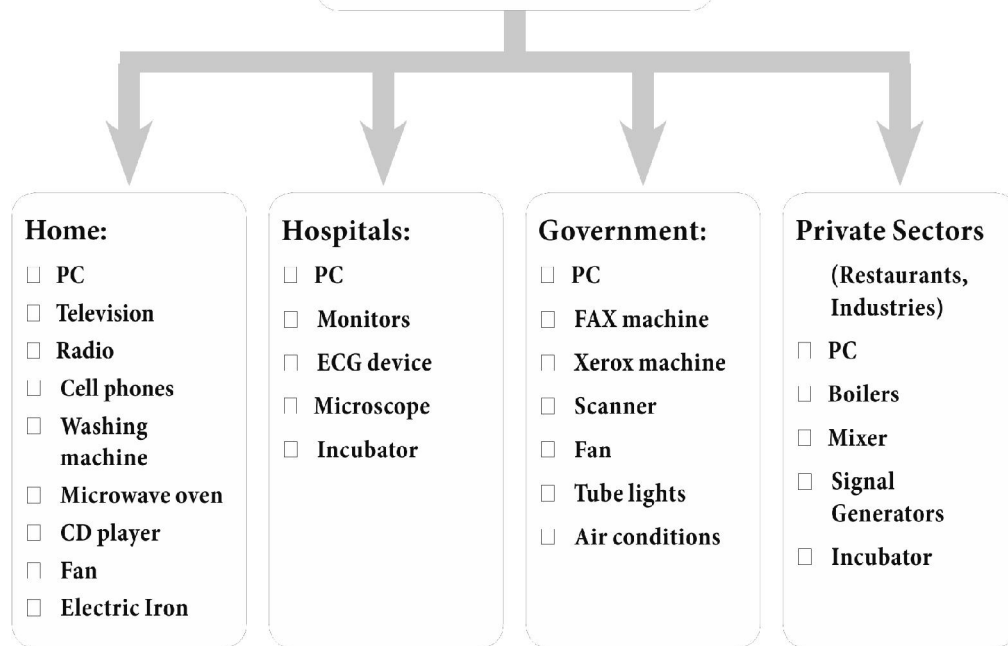 Home:
PC
Television
Radio
Cell phones
Washing
machine
Microwave oven
CD player
Fan
Electric Iron
Hospitals:
PC
Monitors
ECG device
Microscope
Incubator
Government:
PC
FAX machine
Xerox machine
Scanner
Fan
Tube lights
Air conditions
Private Sectors
(Restaurants,
Industries)
PC
Boilers
Mixer
Signal
Generators
Incubator